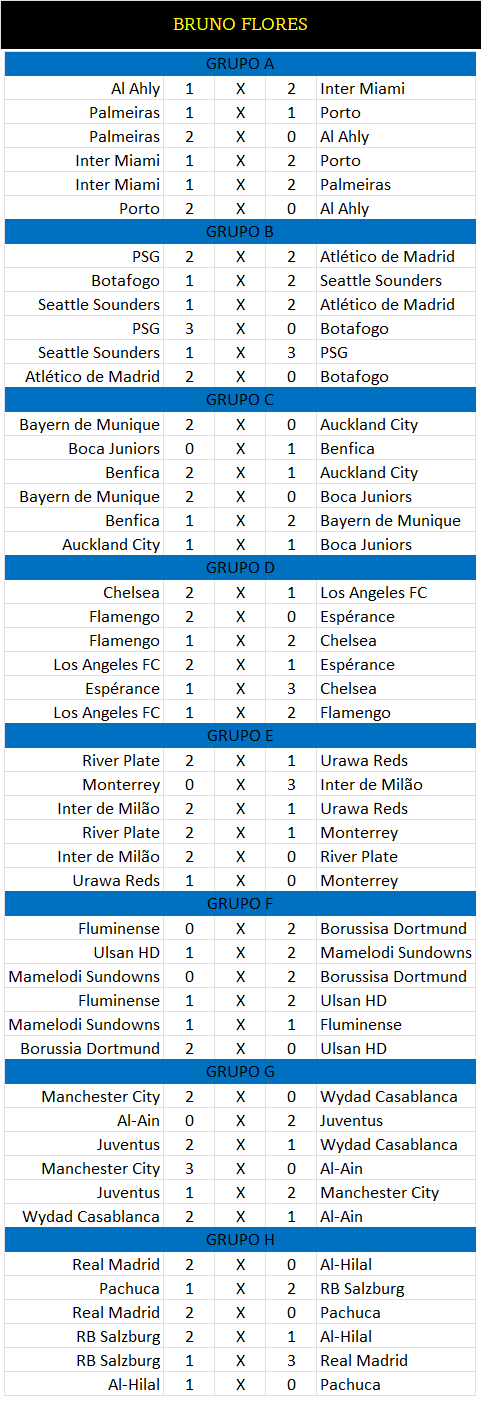 BRUNO FLORES
GRUPO A
Al Ahly 1 X 2 Inter Miami
Palmeiras 1 X 1 Porto
Palmeiras 2 X 0 Al Ahly
Inter Miami 1 X 2 Porto
Inter Miami 1 X 2 Palmeiras
Porto 2 X 0 Al Ahly
GRUPO B
PSG 2 X 2 Atlético de Madrid
Botafogo 1 X 2 Seattle Sounders
Seattle Sounders 1 X 2 Atlético de Madrid
PSG 3 X 0 Botafogo
Seattle Sounders 1 X 3 PSG
Atlético de Madrid 2 X 0 Botafogo
GRUPO C
Bayern de Munique 2 X 0 Auckland City
Boca Juniors 0 X 1 Benfica
Benfica 2 X 1 Auckland City
Bayern de Munique 2 X 0 Boca Juniors
Benfica 1 X 2 Bayern de Munique
Auckland City 1 X 1 Boca Juniors
GRUPO D
Chelsea 2 X 1 Los Angeles FC
Flamengo 2 X 0 Espérance
Flamengo 1 X 2 Chelsea
Los Angeles FC 2 X 1 Espérance
Espérance 1 X 3 Chelsea
Los Angeles FC 1 X 2 Flamengo
GRUPO E
River Plate 2 X 1 Urawa Reds
Monterrey 0 X 3 Inter de Milão
Inter de Milão 2 X 1 Urawa Reds
River Plate 2 X 1 Monterrey
Inter de Milão 2 X 0 River Plate
Urawa Reds 1 X 0 Monterrey
GRUPO F
Fluminense 0 X 2 Borussisa Dortmund
Ulsan HD 1 X 2 Mamelodi Sundowns
Mamelodi Sundowns 0 X 2 Borussisa Dortmund
Fluminense 1 X 2 Ulsan HD
Mamelodi Sundowns 1 X 1 Fluminense
Borussia Dortmund 2 X 0 Ulsan HD
GRUPO G
Manchester City 2 X 0 Wydad Casablanca
Al-Ain 0 X 2 Juventus
Juventus 2 X 1 Wydad Casablanca
Manchester City 3 X 0 Al-Ain
Juventus 1 X 2 Manchester City
Wydad Casablanca 2 X 1 Al-Ain
GRUPO H
Real Madrid 2 X 0 Al-Hilal
Pachuca 1 X 2 RB Salzburg
Real Madrid 2 X 0 Pachuca
RB Salzburg 2 X 1 Al-Hilal
RB Salzburg 1 X 3 Real Madrid
Al-Hilal 1 X 0 Pachuca